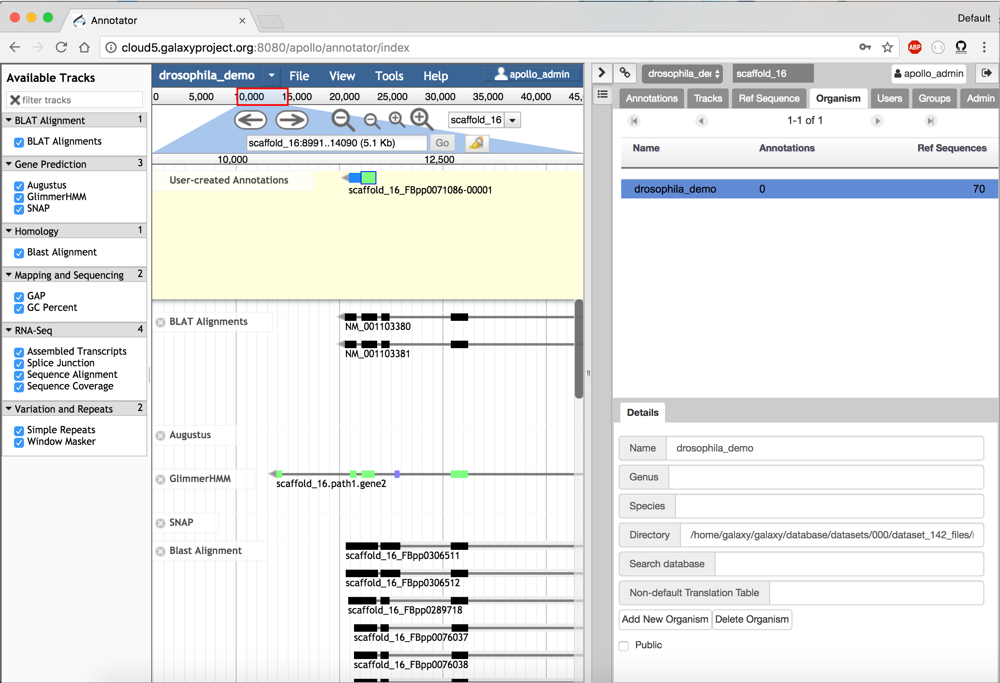 Annotator
Default
cloud5.galaxyproject.org:8080/apollo/annotator/index
ABP
Available Tracks
filter tracks
BLAT Alignment 1
BLAT Alignments
Gene Prediction 3
Augustus
GlimmerHMM
SNAP
Homology 1
Blast Alignment
Mapping and Sequencing 2
GAP
GC Percent
RNA-Seq 4
Assembled Transcripts
Splice Junction
Sequence Alignment
Sequence Coverage
Variation and Repeats 2
Simple Repeats
Window Masker
drosophila_demo File View Tools Help apollo_admin
0 5,000 10,000 15,000 20,000 25,000 30,000 35,000 40,000 45,
scaffold_16
scaffold_16:8991..14090 (5.1 Kb) Go
10,000 12,500
User-created Annotations
scaffold_16_FBpp0071086-00001
BLAT Alignments
NM_001103380
NM_001103381
Augustus
GlimmerHMM
scaffold_16.path1.gene2
SNAP
Blast Alignment
scaffold_16_FBpp0306511
scaffold_16_FBpp0306512
scaffold_16_FBpp0289718
scaffold_16_FBpp0076037
scaffold_16_FBpp0076038
drosophila_der scaffold_16 apollo_admin
Annotations Tracks Ref Sequence Organism Users Groups Admin
1-1 of 1
Name Annotations Ref Sequences
drosophila_demo 0 70
Details
Name drosophila_demo
Genus
Species
Directory /home/galaxy/galaxy/database/datasets/000/dataset_142_files/
Search database
Non-default Translation Table
Add New Organism Delete Organism
Public